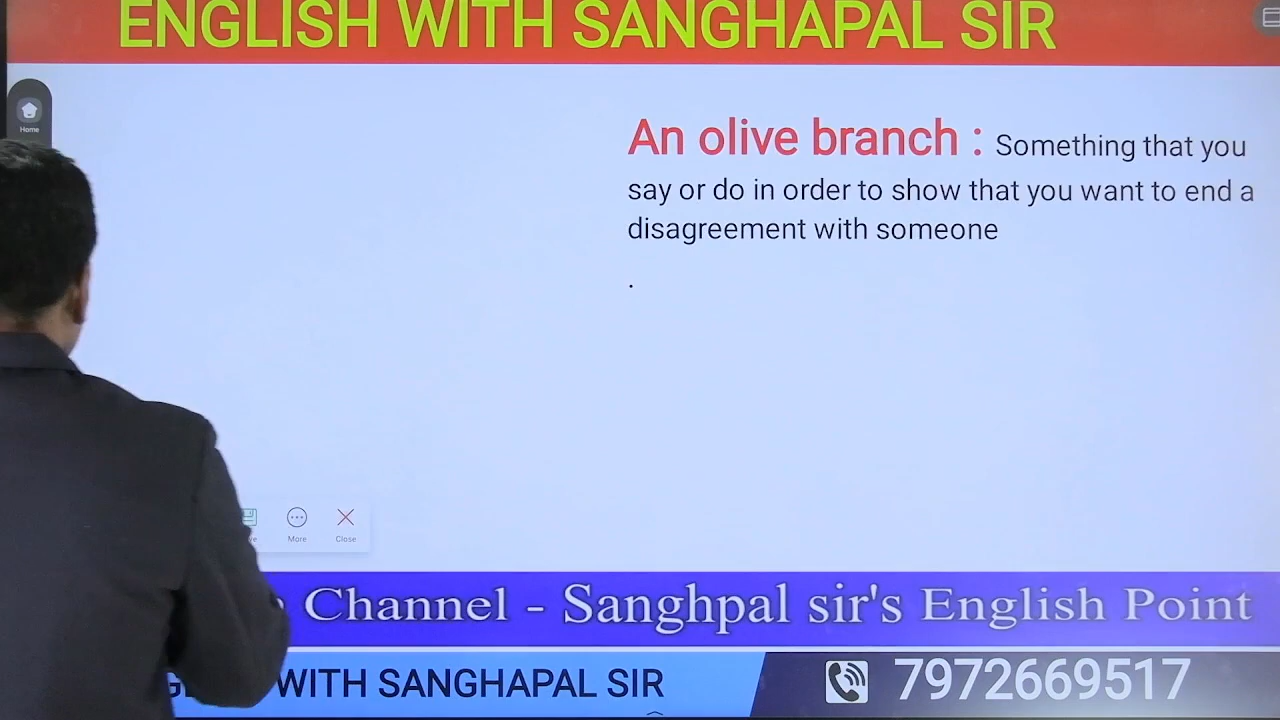 ENGLISH WITH SANGHAPAL SIR
Home
An olive branch : Something that you
say or do in order to show that you want to end a
disagreement with someone
.
More
Close
Channel - Sanghpal sir's English Point
WITH SANGHAPAL SIR
7972669517